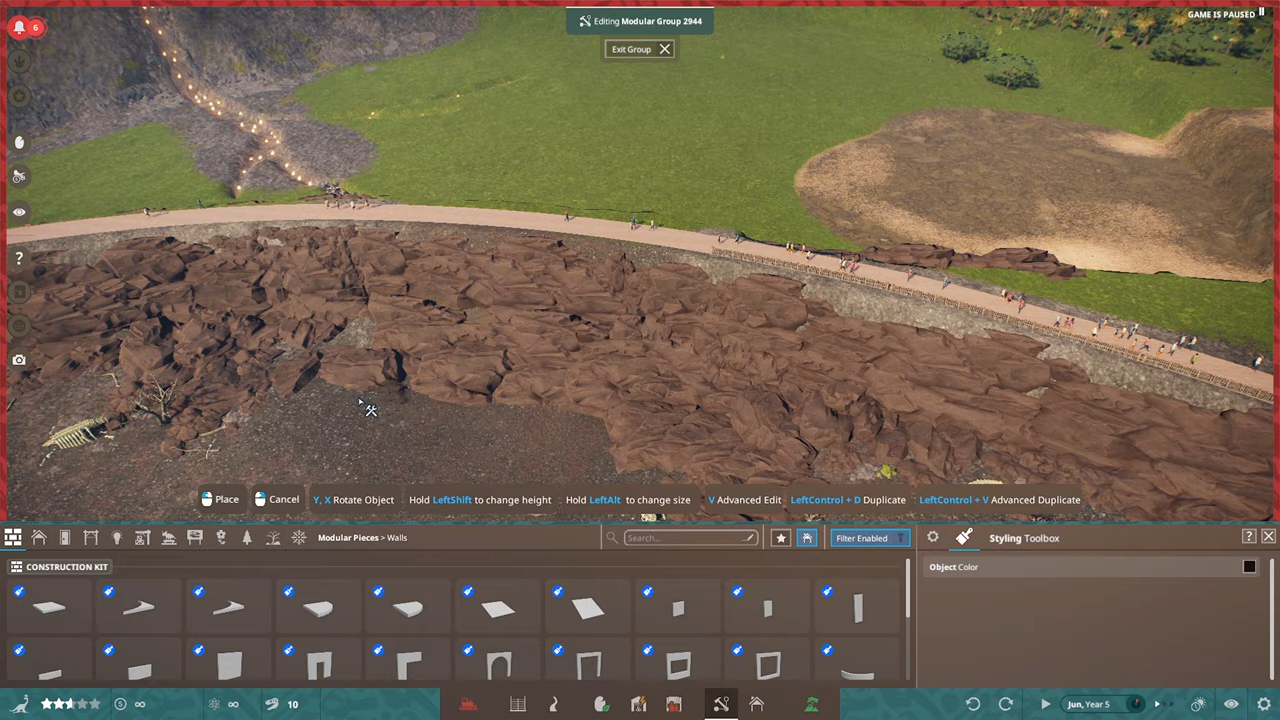 Editing Modular Group 2944
GAME IS PAUSED
6
Exit Group
?
Place
Cancel
Y, X Rotate Object
Hold LeftShift to change height
Hold LeftAlt to change size
V Advanced Edit
LeftControl + D Duplicate
LeftControl + V Advanced Duplicate
Modular Pieces > Walls
Search...
Filter Enabled
Styling Toolbox
?
CONSTRUCTION KIT
Object Color
$ ∞
∞
10
Jun, Year 5